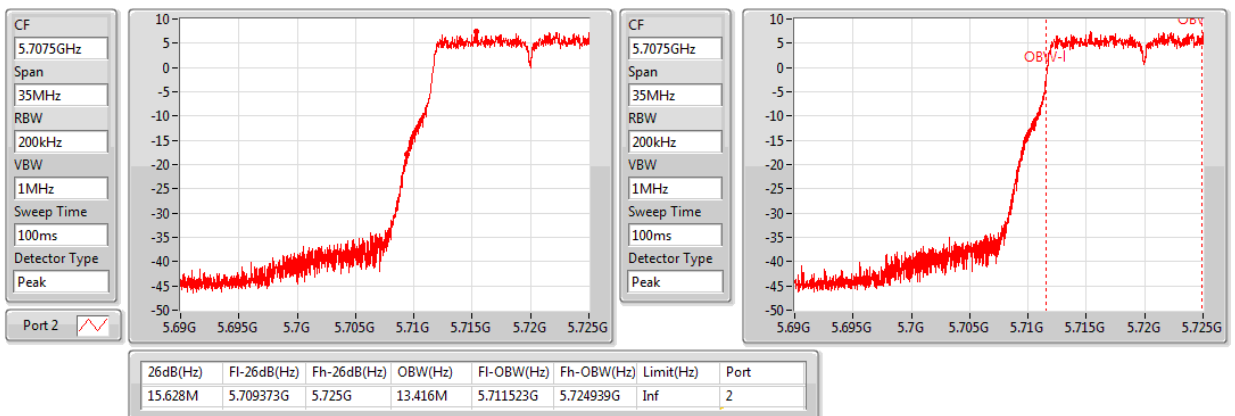 CF
5.7075GHz
Span
35MHz
RBW
200kHz
VBW
1MHz
Sweep Time
100ms
Detector Type
Peak
Port 2
10
5
0
-5
-10
-15
-20
-25
-30
-35
-40
-45
-50
5.69G 5.695G 5.7G 5.705G 5.71G 5.715G 5.72G 5.725G
CF
5.7075GHz
Span
35MHz
RBW
200kHz
VBW
1MHz
Sweep Time
100ms
Detector Type
Peak
10
5
0
-5
-10
-15
-20
-25
-30
-35
-40
-45
-50
OBV
OBW-l
5.69G 5.695G 5.7G 5.705G 5.71G 5.715G 5.72G 5.725G
26dB(Hz) Fl-26dB(Hz) Fh-26dB(Hz) OBW(Hz) Fl-OBW(Hz) Fh-OBW(Hz) Limit(Hz) Port
15.628M 5.709373G 5.725G 13.416M 5.711523G 5.724939G Inf 2